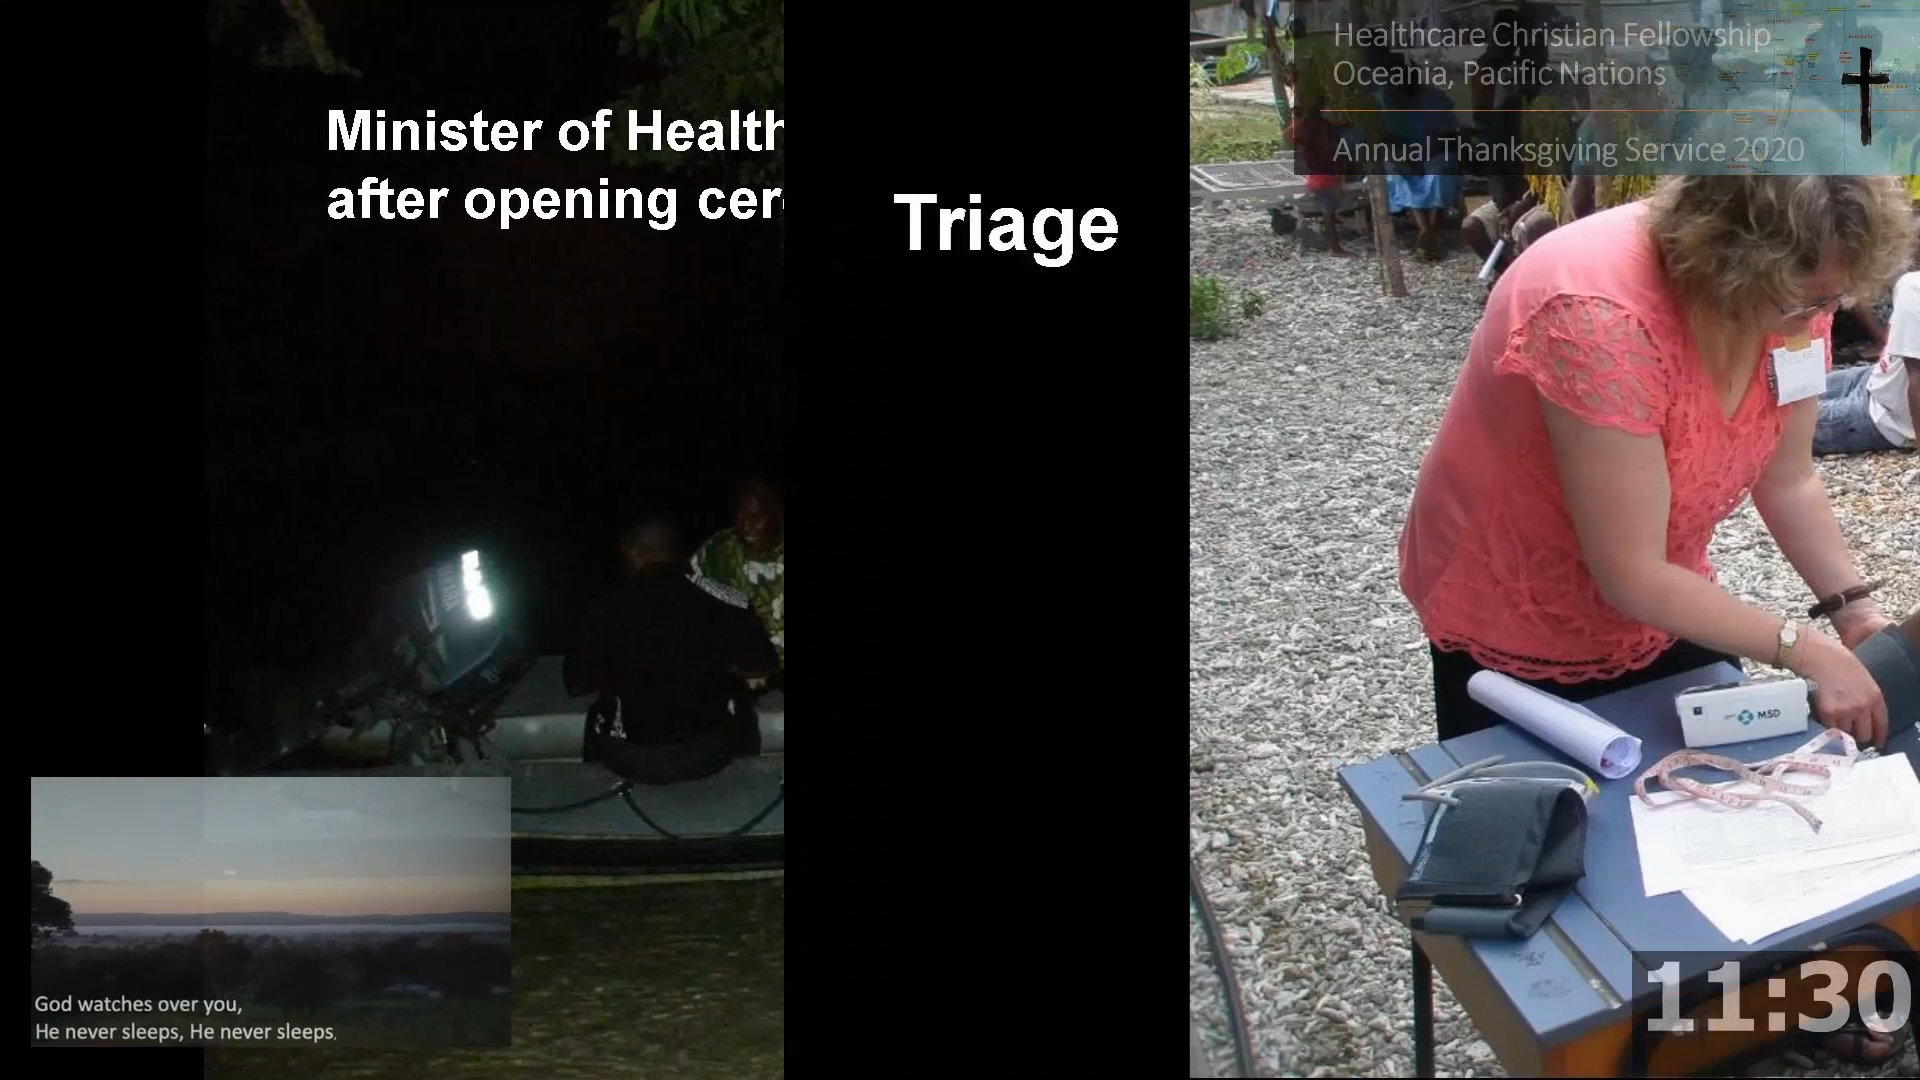 Minister of Health
after opening cer
Triage
Healthcare Christian Fellowship
Oceania, Pacific Nations
Annual Thanksgiving Service 2020
MSD
God watches over you,
He never sleeps, He never sleeps,
11:30